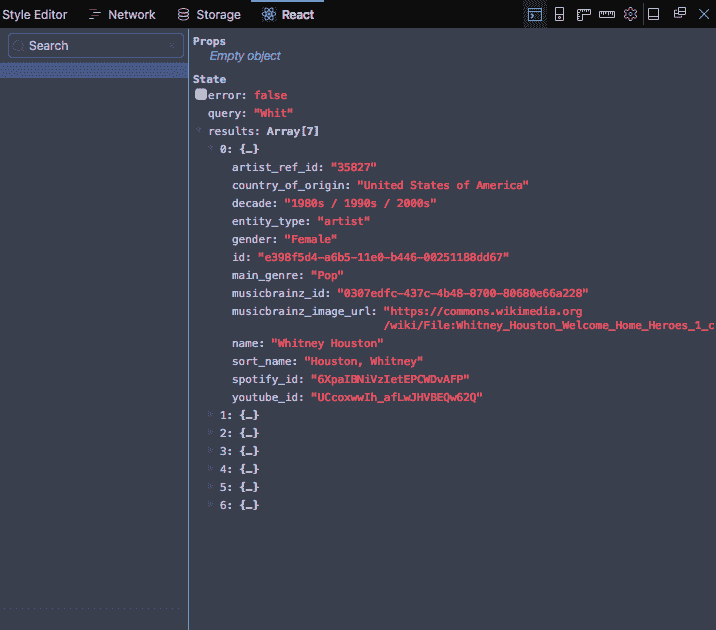 Style Editor Network Storage React
Search
Props
Empty object
State
error: false
query: "Whit"
results: Array[7]
0: {…}
artist_ref_id: "35827"
country_of_origin: "United States of America"
decade: "1980s / 1990s / 2000s"
entity_type: "artist"
gender: "Female"
id: "e398f5d4-a6b5-11e0-b446-00251188dd67"
main_genre: "Pop"
musicbrainz_id: "0307edfc-437c-4b48-8700-80680e66a228"
musicbrainz_image_url: "https://commons.wikimedia.org
/wiki/File:Whitney_Houston_Welcome_Home_Heroes_1_c
name: "Whitney Houston"
sort_name: "Houston, Whitney"
spotify_id: "6XpaIBNiVzIetEPCWDvAFP"
youtube_id: "UCcoxwwIh_afLwJHVBEQw62Q"
1: {…}
2: {…}
3: {…}
4: {…}
5: {…}
6: {…}